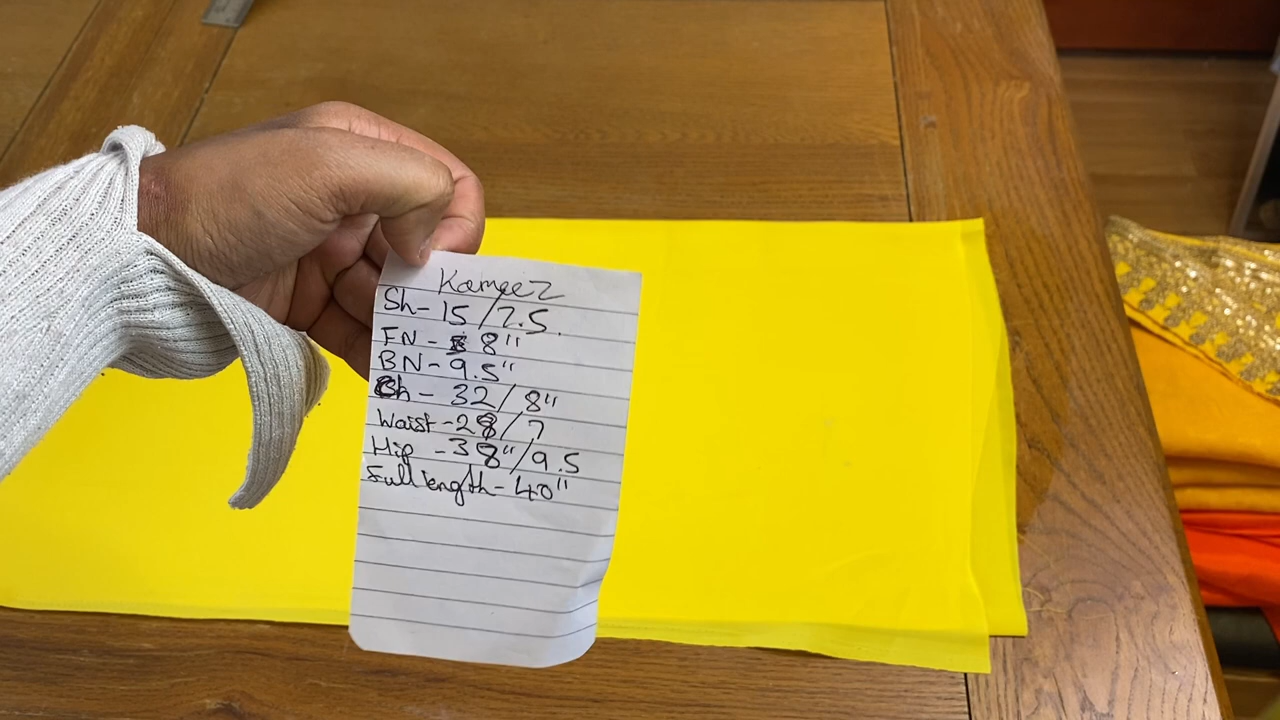 Kameez
Sh- 15 /7.5.
FN - 8"
BN - 9.5"
Ch - 32/8"
Waist - 28/7
Hip - 38"/9.5
Full length - 40"